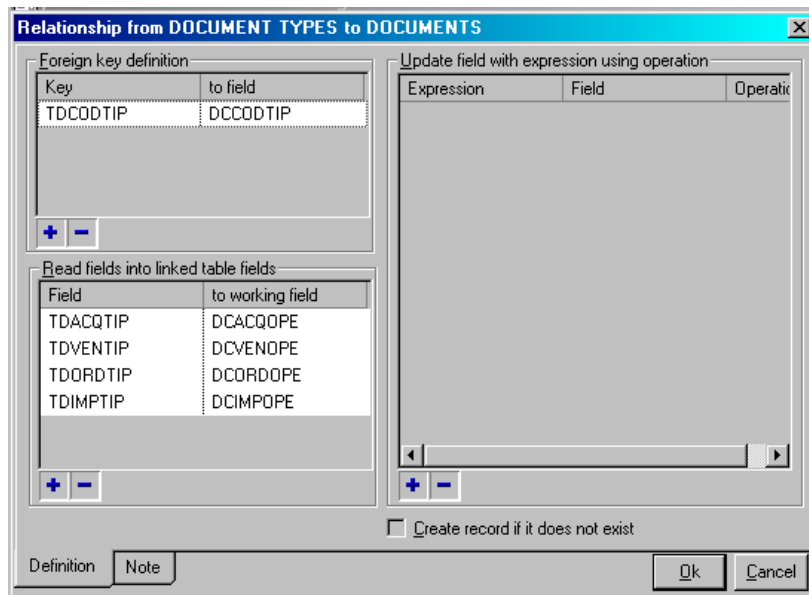 Relationship from DOCUMENT TYPES to DOCUMENTS
Foreign key definition
Key to field
TDCODTIP DCCODTIP
Read fields into linked table fields
Field to working field
TDACQTIP DCACQOPE
TDVENTIP DCVENOPE
TDORDTIP DCORDOPE
TDIMPTIP DCIMPOPE
Update field with expression using operation
Expression Field Operatio
Create record if it does not exist
Definition Note
Ok Cancel